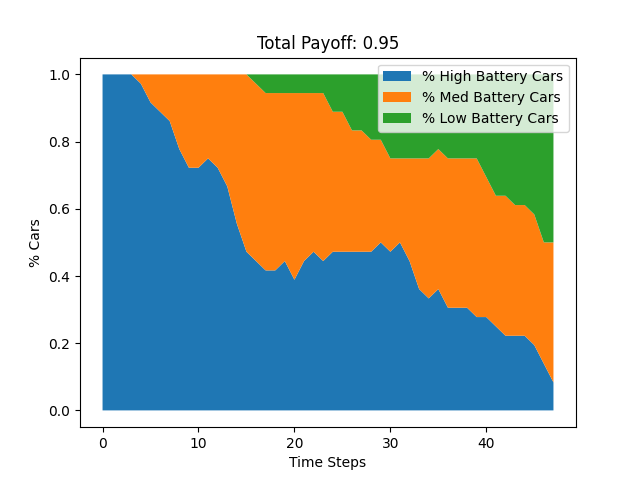 Total Payoff: 0.95
% Cars
1.0
0.8
0.6
0.4
0.2
0.0
% High Battery Cars
% Med Battery Cars
% Low Battery Cars
0 10 20 30 40
Time Steps